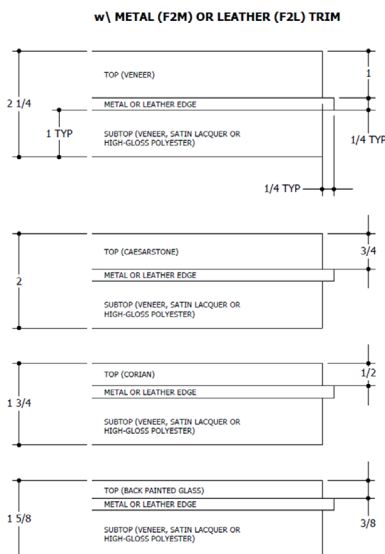 w\ METAL (F2M) OR LEATHER (F2L) TRIM
TOP (VENEER)
1
2 1/4
METAL OR LEATHER EDGE
1 TYP
SUBTOP (VENEER, SATIN LACQUER OR
HIGH-GLOSS POLYESTER)
1/4 TYP
1/4 TYP
TOP (CAESARSTONE)
3/4
METAL OR LEATHER EDGE
2
SUBTOP (VENEER, SATIN LACQUER OR
HIGH-GLOSS POLYESTER)
TOP (CORIAN)
1/2
METAL OR LEATHER EDGE
1 3/4
SUBTOP (VENEER, SATIN LACQUER OR
HIGH-GLOSS POLYESTER)
TOP (BACK PAINTED GLASS)
METAL OR LEATHER EDGE
1 5/8
3/8
SUBTOP (VENEER, SATIN LACQUER OR
HIGH-GLOSS POLYESTER)